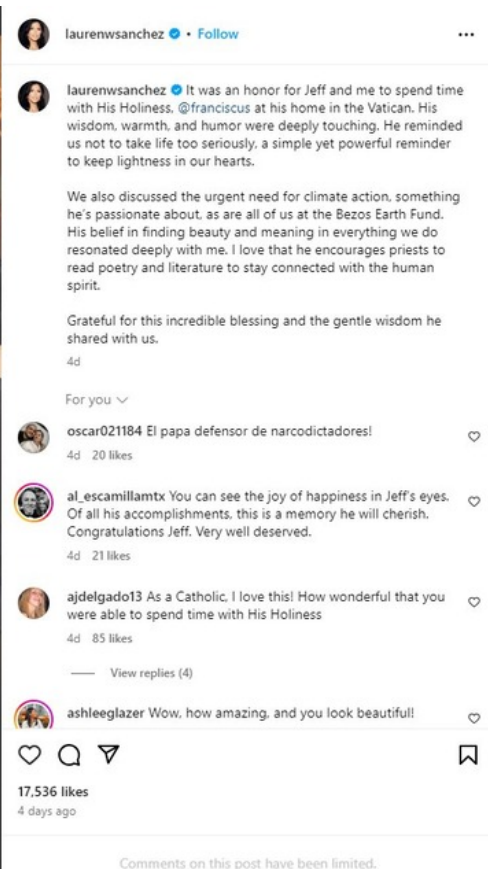 laurenwsanchez • Follow
laurenwsanchez It was an honor for Jeff and me to spend time
with His Holiness, @franciscus at his home in the Vatican. His
wisdom, warmth, and humor were deeply touching. He reminded
us not to take life too seriously, a simple yet powerful reminder
to keep lightness in our hearts.
We also discussed the urgent need for climate action, something
he's passionate about, as are all of us at the Bezos Earth Fund.
His belief in finding beauty and meaning in everything we do
resonated deeply with me. I love that he encourages priests to
read poetry and literature to stay connected with the human
spirit.
Grateful for this incredible blessing and the gentle wisdom he
shared with us.
4d
For you
oscar021184 El papa defensor de narcodictadores!
4d 20 likes
al_escamillamtx You can see the joy of happiness in Jeff's eyes.
Of all his accomplishments, this is a memory he will cherish.
Congratulations Jeff. Very well deserved.
4d 21 likes
ajdelgado13 As a Catholic, I love this! How wonderful that you
were able to spend time with His Holiness
4d 85 likes
View replies (4)
ashleeglazer Wow, how amazing, and you look beautiful!
17,536 likes
4 days ago
Comments on this post have been limited.